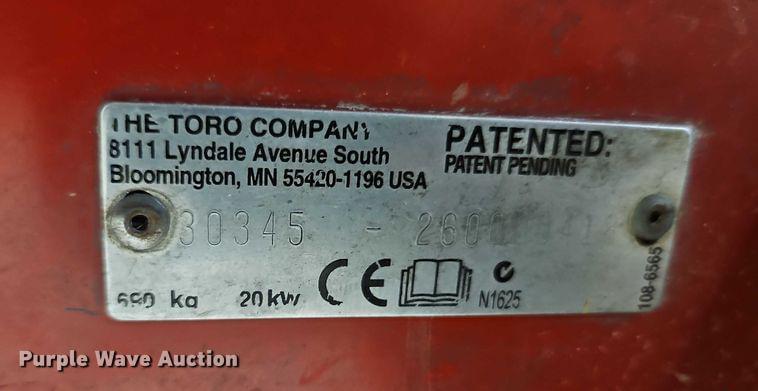 THE TORO COMPANY
8111 Lyndale Avenue South
Bloomington, MN 55420-1196 USA
PATENTED:
PATENT PENDING
30345 -
kg 20 kW CE N1625
108-6565
Purple Wave Auction